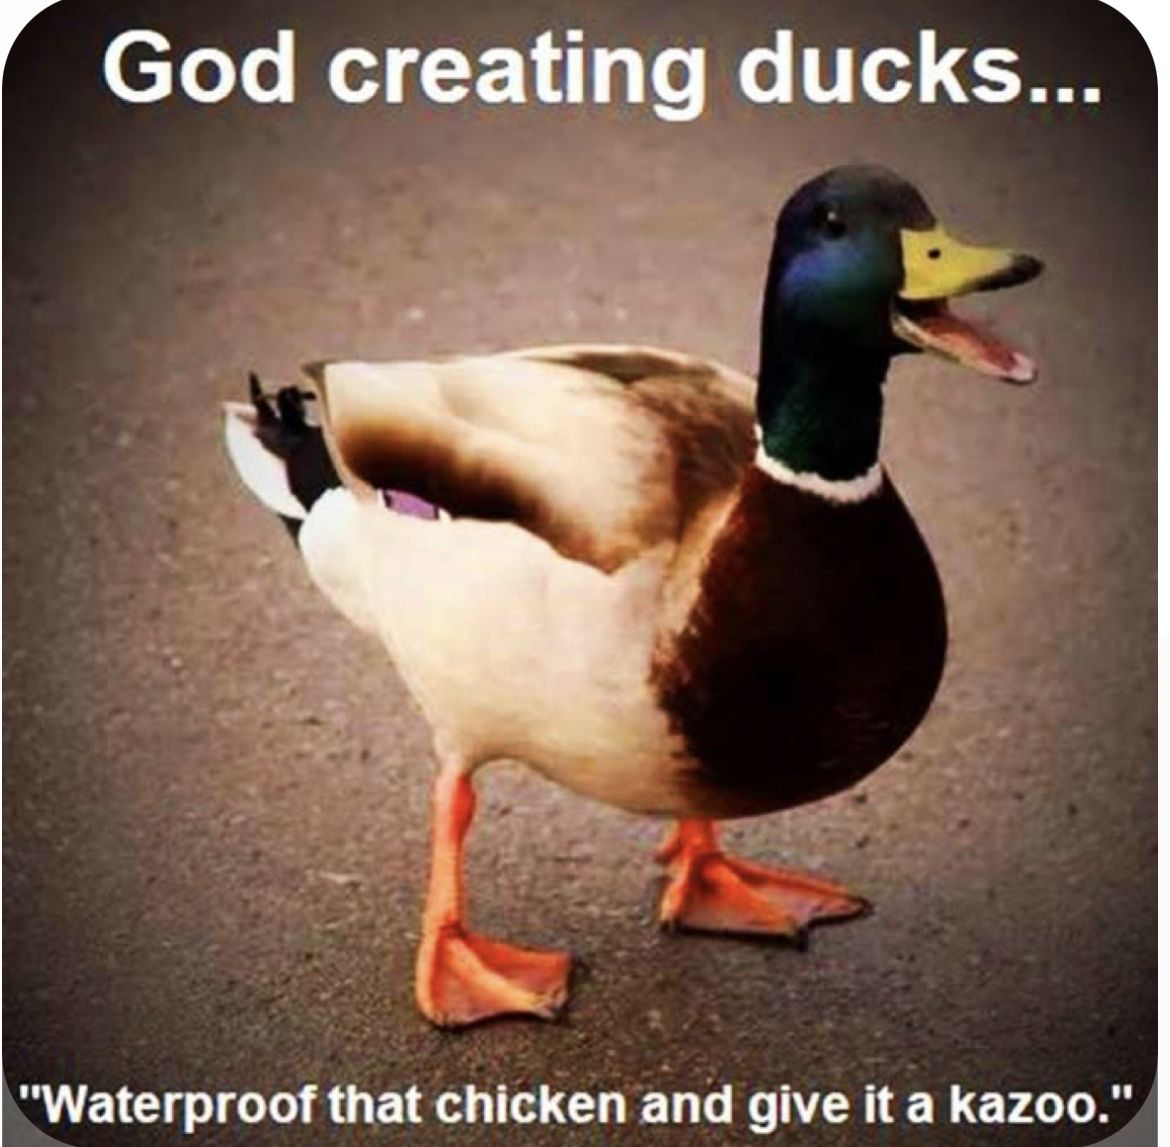 God creating ducks...
"Waterproof that chicken and give it a kazoo."